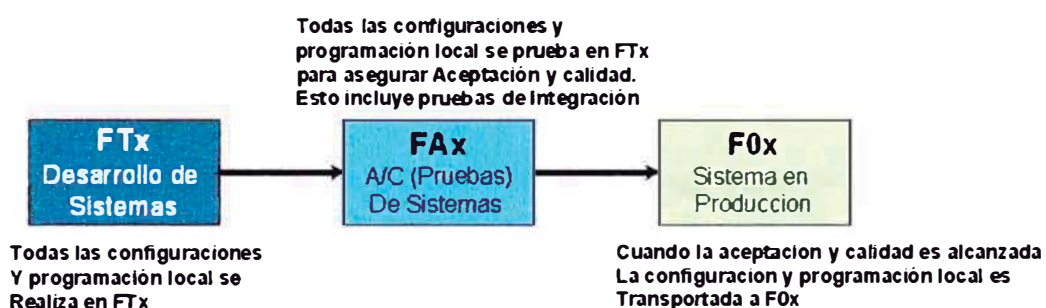 Todas las configuraciones y
programación local se prueba en FTx
para asegurar Aceptación y calidad.
Esto incluye pruebas de Integración
FTx
Desarrollo de
Sistemas
FAx
A/C (Pruebas)
De Sistemas
F0x
Sistema en
Produccion
Todas las configuraciones
Y programación local se
Realiza en FTx
Cuando la aceptacion y calidad es alcanzada
La configuracion y programación local es
Transportada a F0x